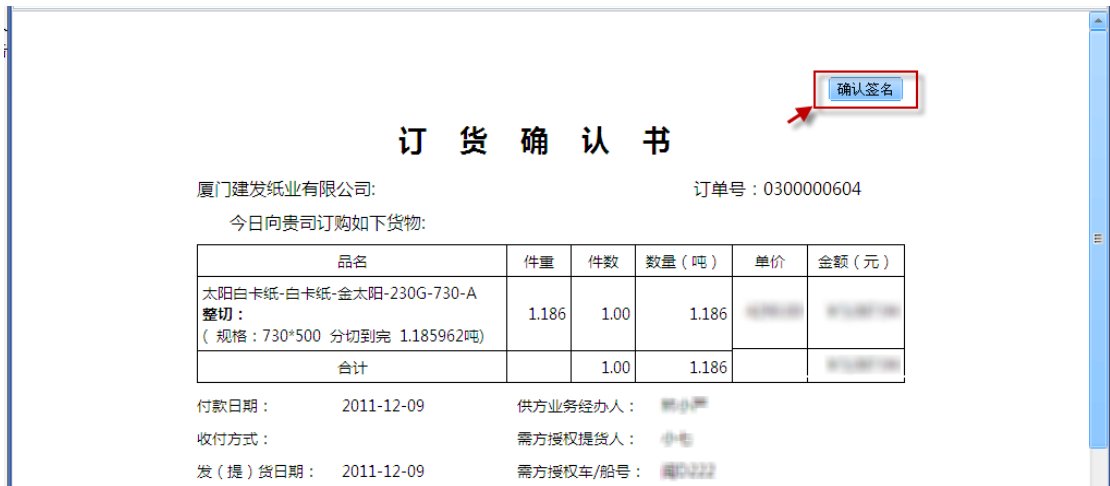 确认签名
订 货 确 认 书
厦门建发纸业有限公司: 订单号：0300000604
今日向贵司订购如下货物:
品名 件重 件数 数量（吨） 单价 金额（元）
太阳白卡纸-白卡纸-金太阳-230G-730-A
整切：
( 规格：730*500 分切到完 1.185962吨)
1.186 1.00 1.186
合计 1.00 1.186
付款日期： 2011-12-09 供方业务经办人：
收付方式： 需方授权提货人：
发（提）货日期： 2011-12-09 需方授权车/船号：